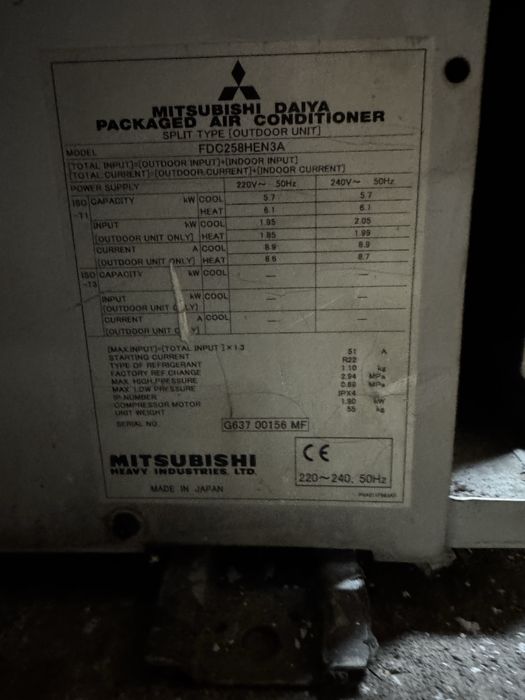 MITSUBISHI DAIYA
PACKAGED AIR CONDITIONER
SPLIT TYPE [OUTDOOR UNIT]
MODEL FDC258HEN3A
[TOTAL INPUT]=[OUTDOOR INPUT]+[INDOOR INPUT]
[TOTAL CURRENT]=[OUTDOOR CURRENT]+[INDOOR CURRENT]
POWER SUPPLY 220V~ 50Hz 240V~ 50Hz
ISO CAPACITY kW COOL 5.7 5.7
-T1 HEAT 6.1 6.1
INPUT kW COOL 1.95 2.05
[OUTDOOR UNIT ONLY] HEAT 1.85 1.99
CURRENT A COOL 8.9 8.9
[OUTDOOR UNIT ONLY] HEAT 8.6 8.7
ISO CAPACITY kW COOL — —
-T3
INPUT kW COOL — —
[OUTDOOR UNIT ONLY]
CURRENT A COOL — —
[OUTDOOR UNIT ONLY]
[MAX.INPUT]=[TOTAL INPUT] X 1.3
STARTING CURRENT 51 A
TYPE OF REFRIGERANT R22
FACTORY REF.CHANGE 1.10 kg
MAX. HIGH PRESSURE 2.94 MPa
MAX. LOW PRESSURE MPa
IP NUMBER IPX4
COMPRESSOR MOTOR kW
UNIT WEIGHT 55 kg
SERIAL NO. G637 00156 MF
MITSUBISHI
HEAVY INDUSTRIES, LTD.
MADE IN JAPAN
CE
220~240, 50Hz